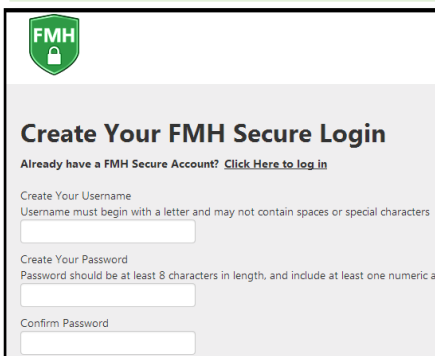 FMH
Create Your FMH Secure Login
Already have a FMH Secure Account? Click Here to log in
Create Your Username
Username must begin with a letter and may not contain spaces or special characters
Create Your Password
Password should be at least 8 characters in length, and include at least one numeric a
Confirm Password